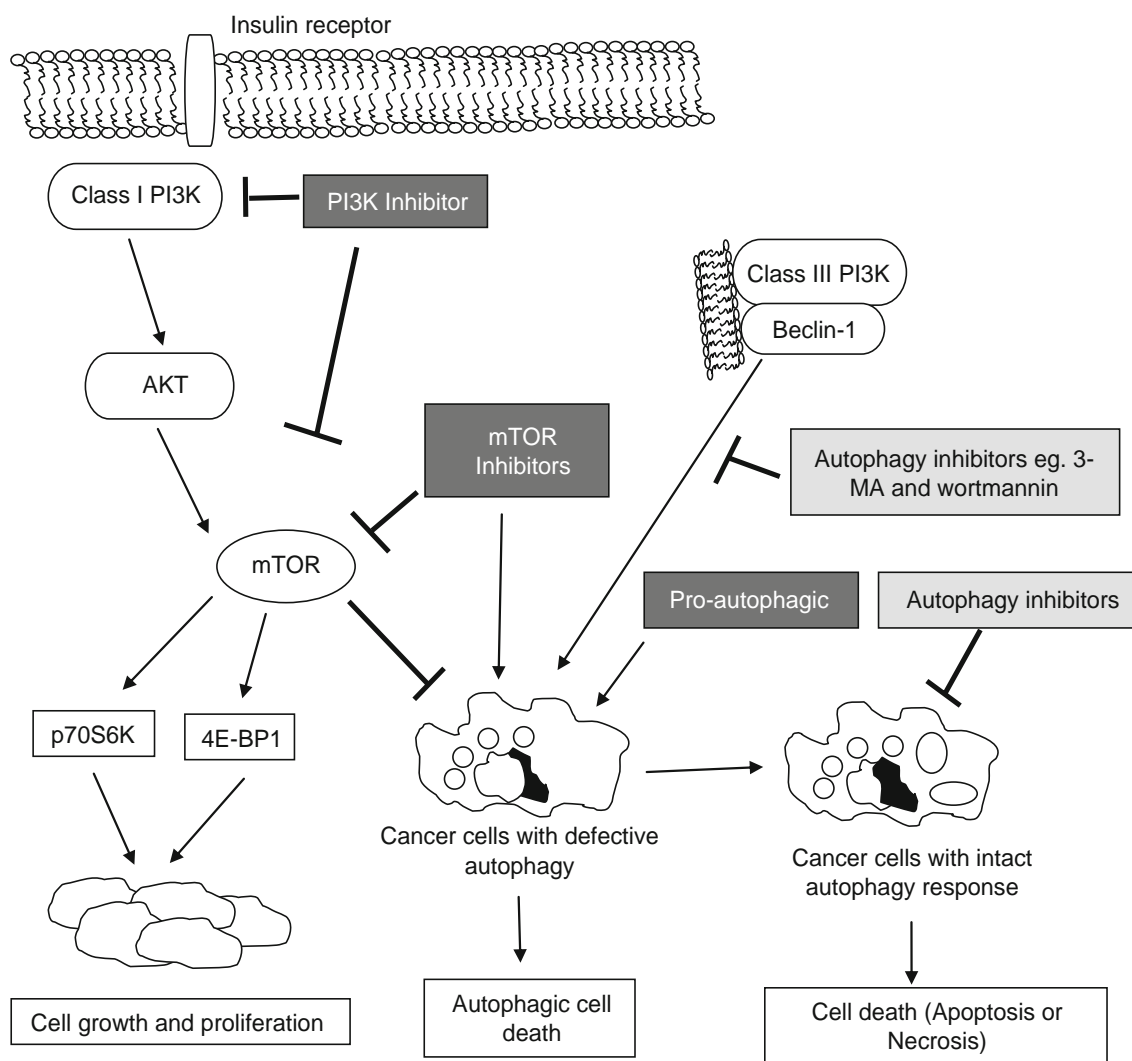 Insulin receptor
Class I PI3K
PI3K Inhibitor
Class III PI3K
Beclin-1
AKT
mTOR
Inhibitors
Autophagy inhibitors eg. 3-
MA and wortmannin
mTOR
Pro-autophagic
Autophagy inhibitors
p70S6K
4E-BP1
Cancer cells with defective
autophagy
Cancer cells with intact
autophagy response
Cell growth and proliferation
Autophagic cell
death
Cell death (Apoptosis or
Necrosis)